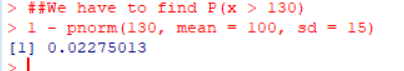 > ##We have to find P(x > 130)
> 1 - pnorm(130, mean = 100, sd = 15)
[1] 0.02275013
>